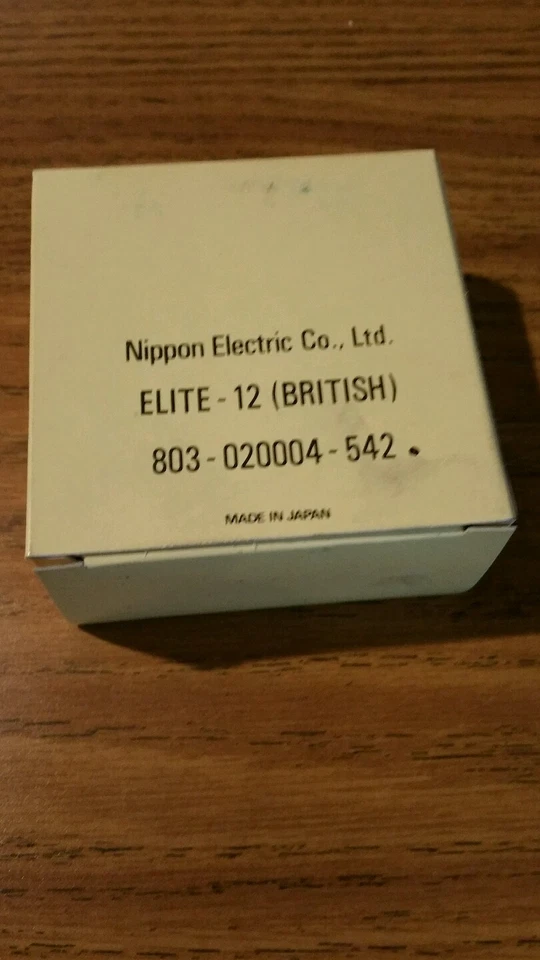 Nippon Electric Co., Ltd.
ELITE - 12 (BRITISH)
803 - 020004 - 542
MADE IN JAPAN